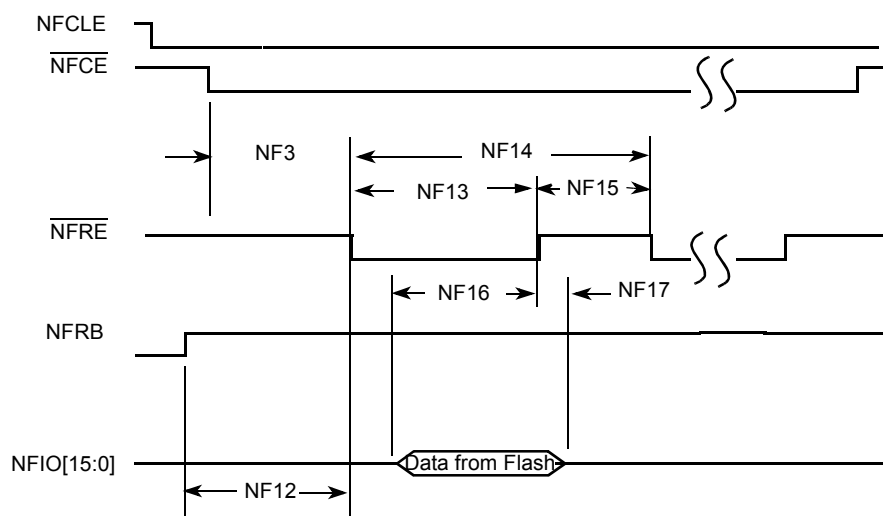 NFCLE
NFCE
NF3
NF14
NF13
NF15
NFRE
NF16
NF17
NFRB
NFIO[15:0]
Data from Flash
NF12